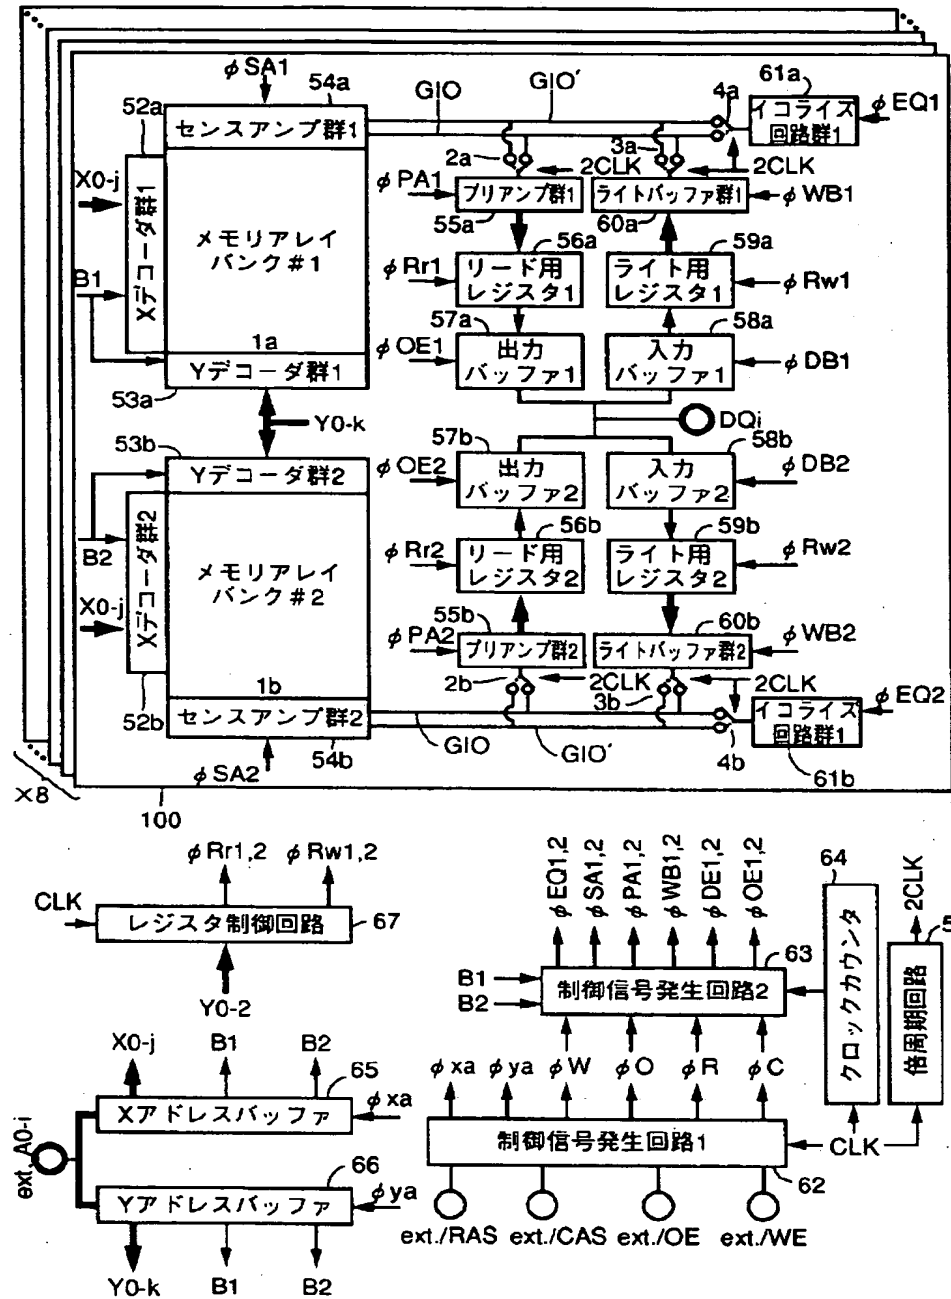 φSA1
54a
GIO
GIO′
4a
61a
52a
センスアンプ群1
イコライズ
回路群1
φEQ1
2a
3a
2CLK
2CLK
X0-j
Xデコーダ群1
φPA1
プリアンプ群1
ライトバッファ群1
φWB1
55a
60a
メモリアレイ
バンク#1
56a
59a
φRr1
リード用
レジスタ1
ライト用
レジスタ1
φRw1
B1
57a
58a
1a
φOE1
出力
バッファ1
入力
バッファ1
φDB1
Yデコーダ群1
53a
Y0-k
DQi
53b
57b
58b
Yデコーダ群2
φOE2
出力
バッファ2
入力
バッファ2
φDB2
56b
59b
B2
Xデコーダ群2
メモリアレイ
バンク#2
φRr2
リード用
レジスタ2
ライト用
レジスタ2
φRw2
X0-j
55b
60b
φPA2
プリアンプ群2
ライトバッファ群2
φWB2
1b
2b
2CLK
3b
2CLK
φEQ2
52b
センスアンプ群2
イコライズ
回路群1
GIO
GIO′
4b
54b
φSA2
61b
×8
100
φRr1,2
φRw1,2
CLK
レジスタ制御回路
67
Y0-2
φEQ1,2
φSA1,2
φPA1,2
φWB1,2
φDE1,2
φOE1,2
64
2CLK
5
63
B1
B2
制御信号発生回路2
クロックカウンタ
倍周期回路
X0-j
B1
B2
65
φxa
φya
φW
φO
φR
φC
Xアドレスバッファ
φxa
制御信号発生回路1
CLK
ext.A0-i
66
62
Yアドレスバッファ
φya
ext./RAS
ext./CAS
ext./OE
ext./WE
Y0-k
B1
B2